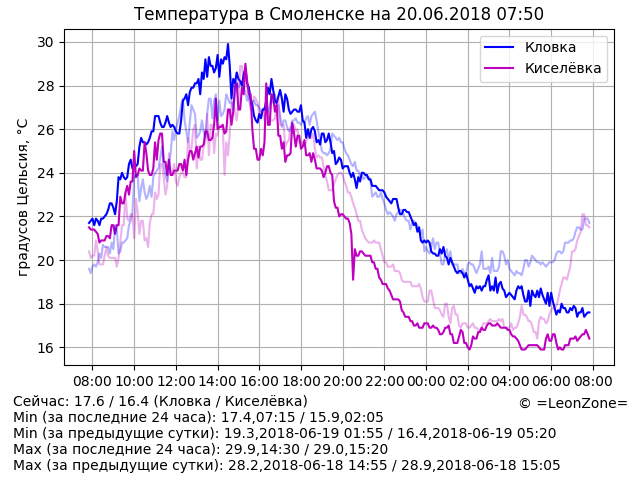 Температура в Смоленске на 20.06.2018 07:50
Кловка
Киселёвка
градусов Цельсия, °C
30
28
26
24
22
20
18
16
08:00 10:00 12:00 14:00 16:00 18:00 20:00 22:00 00:00 02:00 04:00 06:00 08:00
Сейчас: 17.6 / 16.4 (Кловка / Киселёвка)
© =LeonZone=
Min (за последние 24 часа): 17.4,07:15 / 15.9,02:05
Min (за предыдущие сутки): 19.3,2018-06-19 01:55 / 16.4,2018-06-19 05:20
Max (за последние 24 часа): 29.9,14:30 / 29.0,15:20
Max (за предыдущие сутки): 28.2,2018-06-18 14:55 / 28.9,2018-06-18 15:05